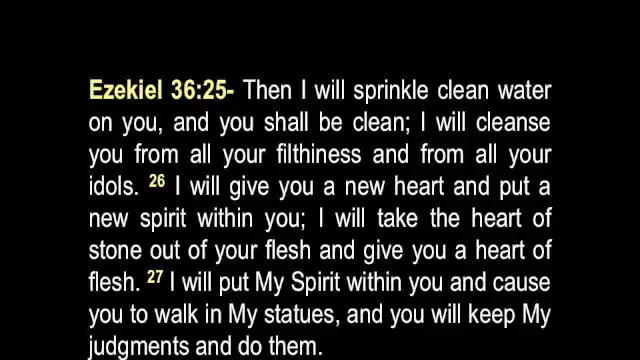 Ezekiel 36:25- Then I will sprinkle clean water
on you, and you shall be clean; I will cleanse
you from all your filthiness and from all your
idols. 26 I will give you a new heart and put a
new spirit within you; I will take the heart of
stone out of your flesh and give you a heart of
flesh. 27 I will put My Spirit within you and cause
you to walk in My statues, and you will keep My
judgments and do them.